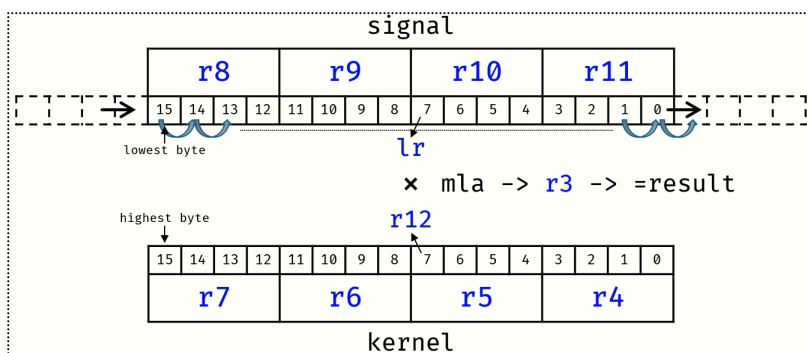 signal
r8 r9 r10 r11
15 14 13 12 11 10 9 8 7 6 5 4 3 2 1 0
lowest byte
lr
× mla -> r3 -> =result
highest byte
r12
15 14 13 12 11 10 9 8 7 6 5 4 3 2 1 0
r7 r6 r5 r4
kernel